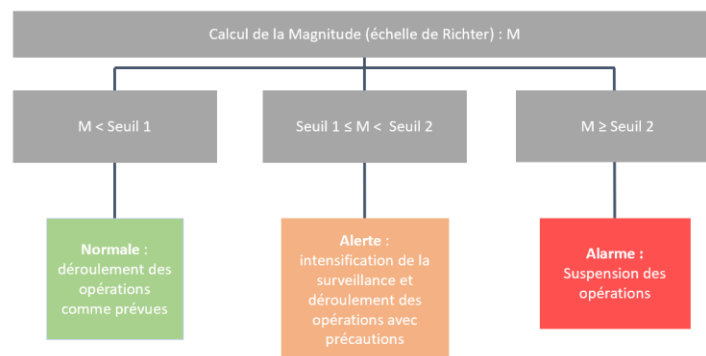 Calcul de la Magnitude (échelle de Richter) : M
M < Seuil 1
Seuil 1 ≤ M < Seuil 2
M ≥ Seuil 2
Normale :
déroulement des
opérations
comme prévues
Alerte :
intensification de la
surveillance et
déroulement des
opérations avec
précautions
Alarme :
Suspension des
opérations